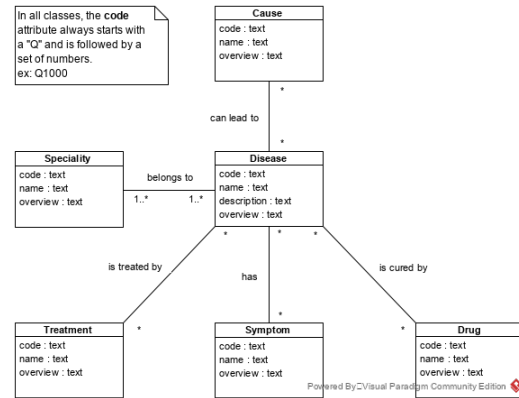 In all classes, the code
attribute always starts with
a "Q" and is followed by a
set of numbers.
ex: Q1000
Cause
code : text
name : text
overview : text
*
can lead to
*
Speciality
code : text
name : text
overview : text
belongs to
1..*
1..*
Disease
code : text
name : text
description : text
overview : text
*
*
*
is treated by
has
is cured by
*
*
*
Treatment
code : text
name : text
overview : text
Symptom
code : text
name : text
overview : text
Drug
code : text
name : text
overview : text
Powered By Visual Paradigm Community Edition